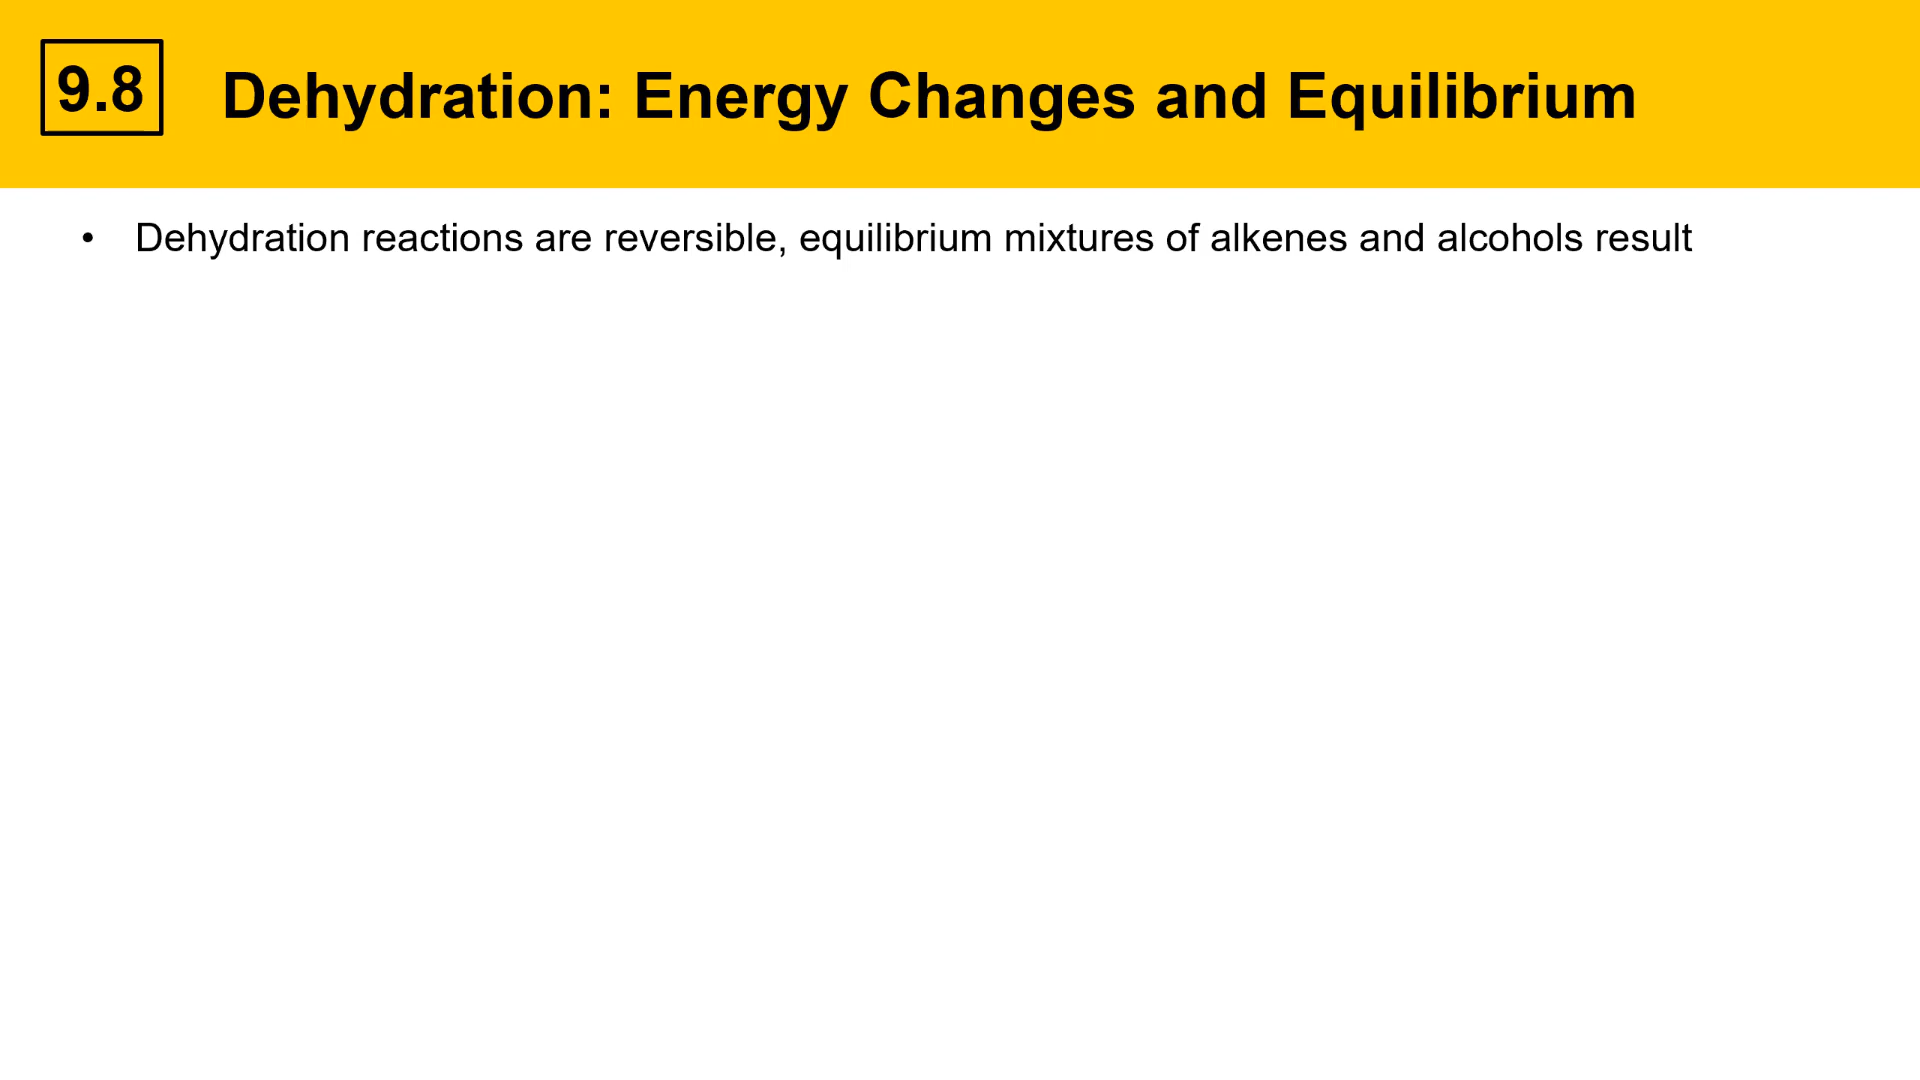 9.8
Dehydration: Energy Changes and Equilibrium
• Dehydration reactions are reversible, equilibrium mixtures of alkenes and alcohols result